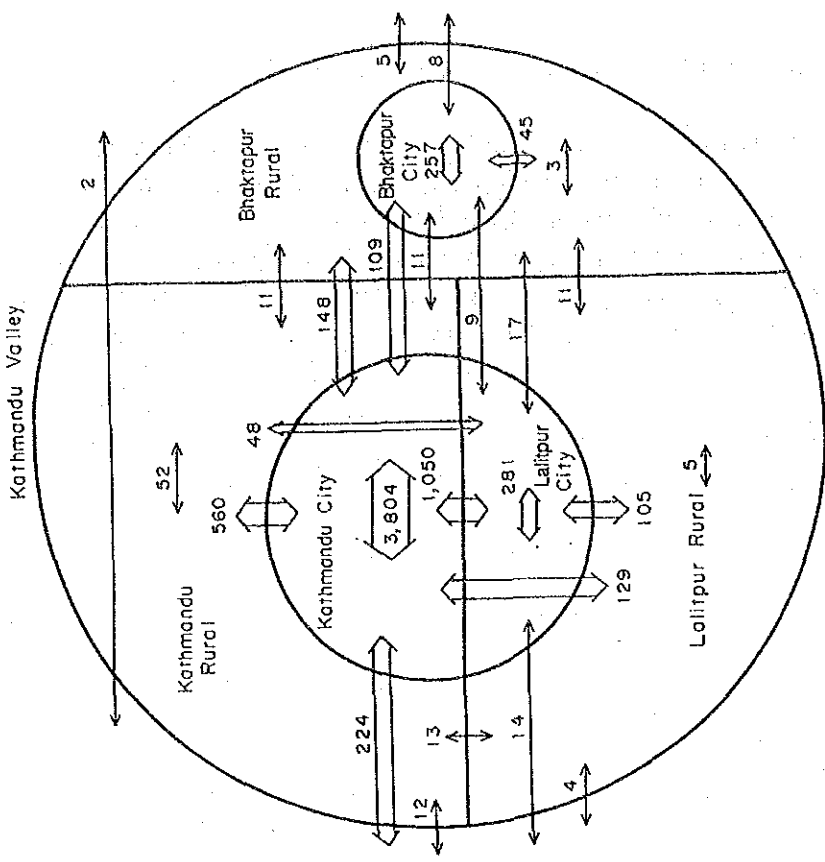 Kathmandu Valley
2
52
Kathmandu
Rural
560
48
Bhaktapur
Rural
11
Kathmandu City
148
224
109
3,804
5
Bhaktapur
City
257
11
1,050
12
13
8
9
281
17
14
45
Lalitpur
City
3
11
4
129
105
5
Lalitpur Rural